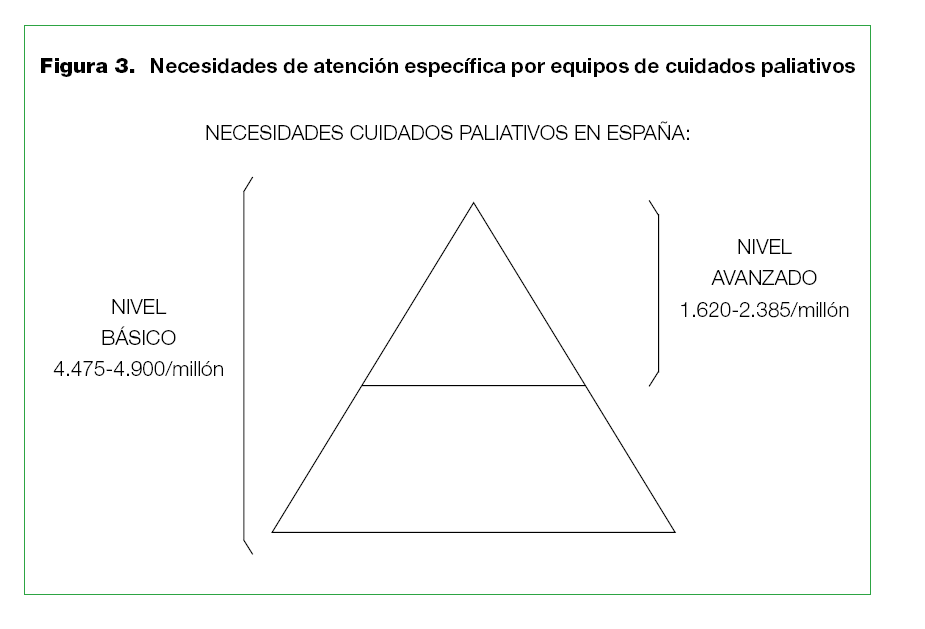 Figura 3. Necesidades de atención específica por equipos de cuidados paliativos
NECESIDADES CUIDADOS PALIATIVOS EN ESPAÑA:
NIVEL
BÁSICO
4.475-4.900/millón
NIVEL
AVANZADO
1.620-2.385/millón